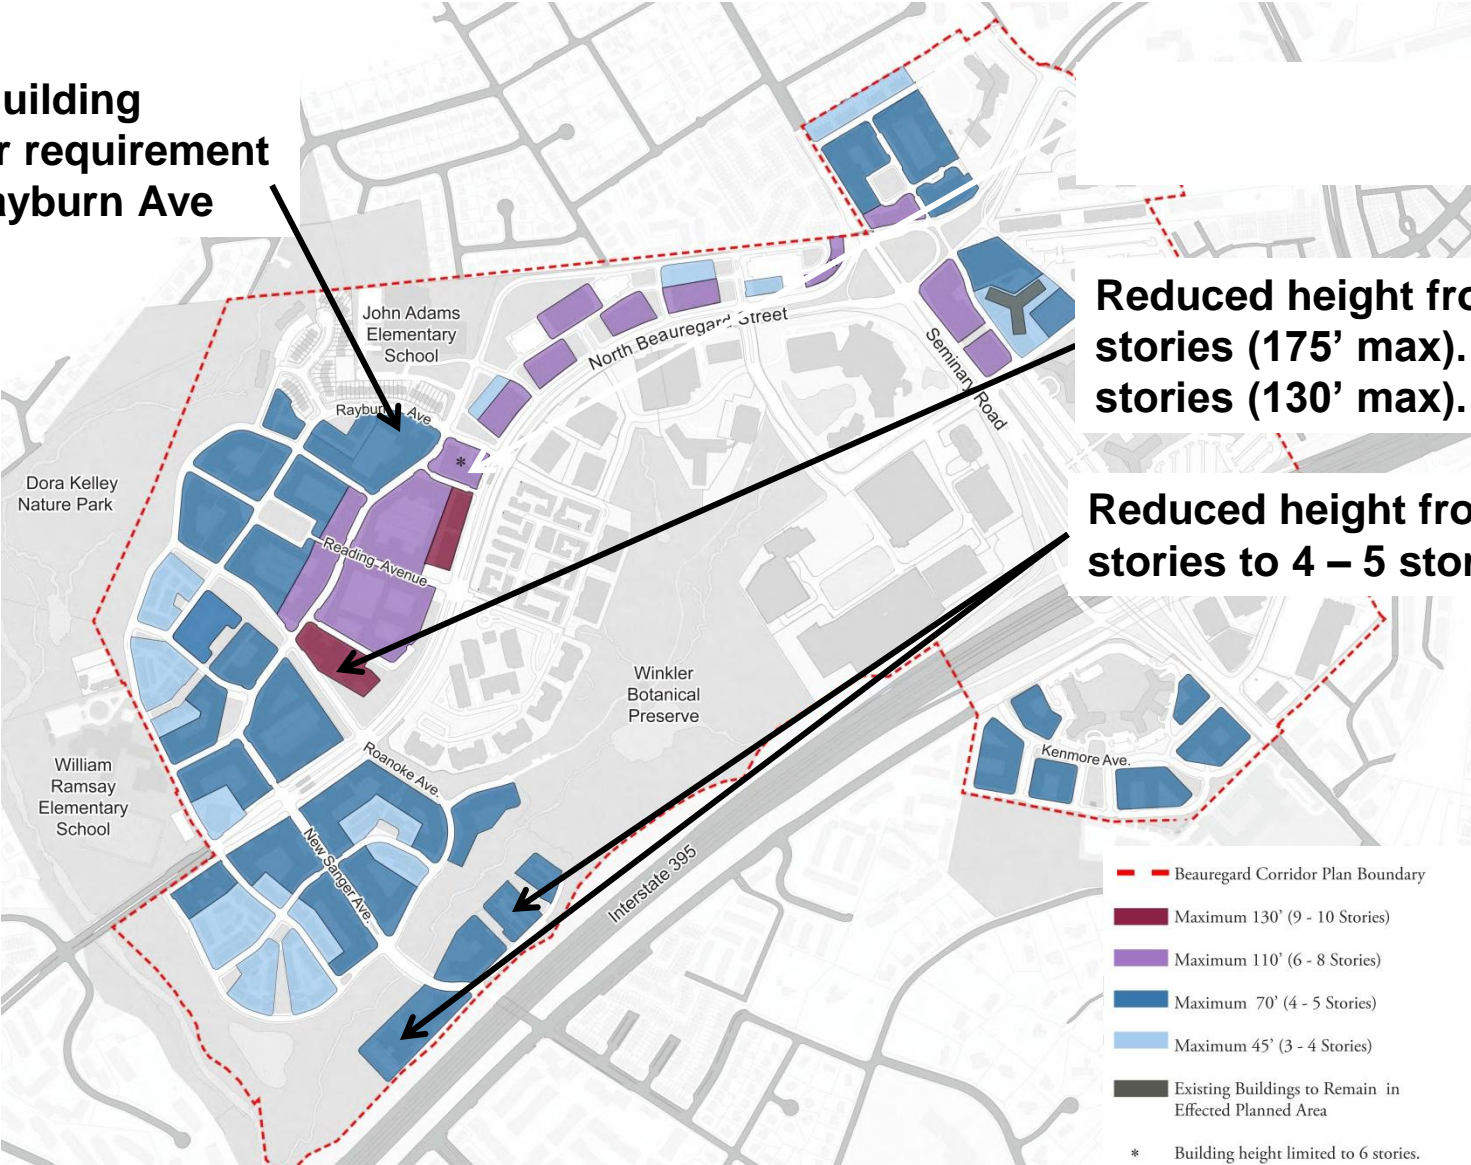 uilding
r requirement
ayburn Ave
Reduced height fro
stories (175’ max).
stories (130’ max).
Reduced height fro
stories to 4 – 5 stor
John Adams
Elementary
School
North Beauregard Street
Seminary Road
Rayburn Ave
Dora Kelley
Nature Park
Reading Avenue
Winkler
Botanical
Preserve
William
Ramsay
Elementary
School
Roanoke Ave.
New Sanger Ave.
Interstate 395
Kenmore Ave.
Beauregard Corridor Plan Boundary
Maximum 130’ (9 - 10 Stories)
Maximum 110’ (6 - 8 Stories)
Maximum 70’ (4 - 5 Stories)
Maximum 45’ (3 - 4 Stories)
Existing Buildings to Remain in
Effected Planned Area
* Building height limited to 6 stories.
*